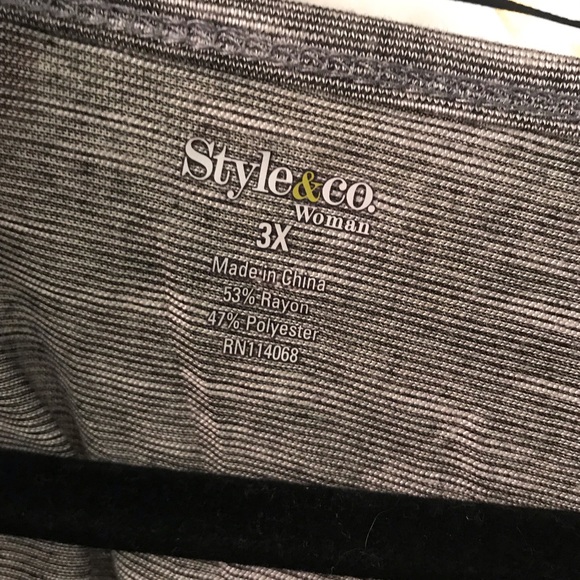 Style&co.
Woman
3X
Made in China
53% Rayon
47% Polyester
RN114068